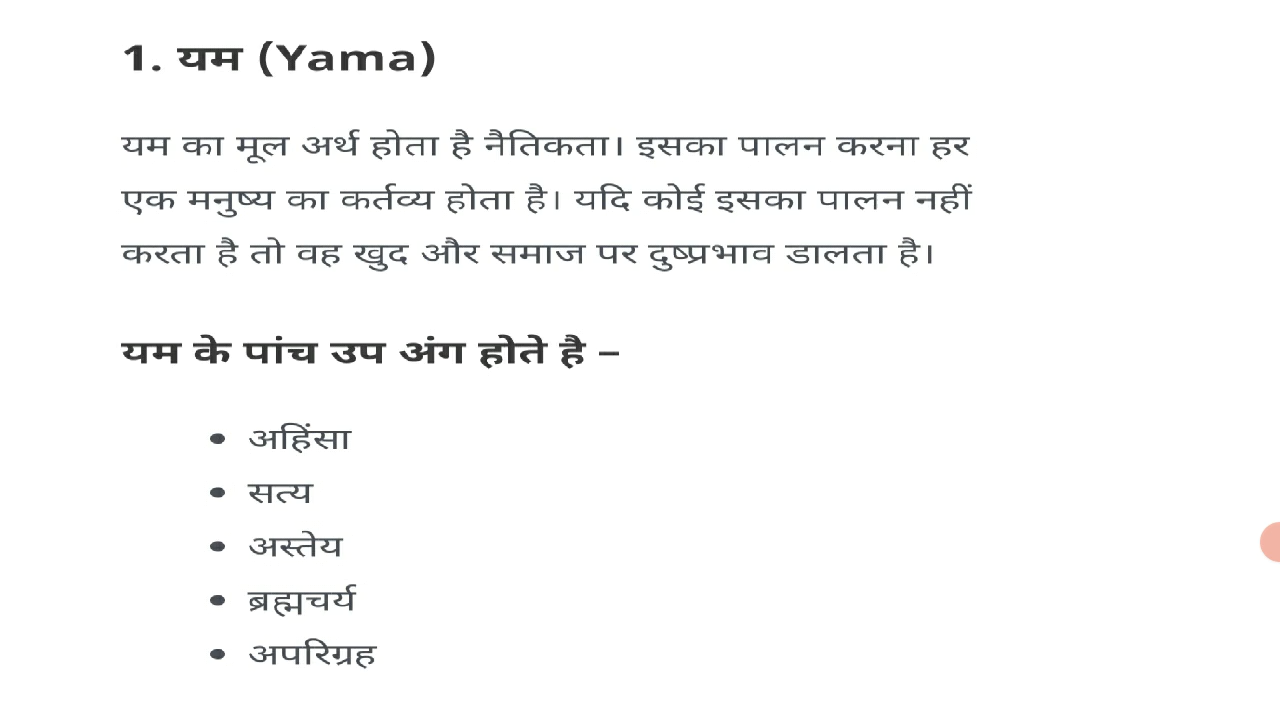 1. यम (Yama)
यम का मूल अर्थ होता है नैतिकता। इसका पालन करना हर
एक मनुष्य का कर्तव्य होता है। यदि कोई इसका पालन नहीं
करता है तो वह खुद और समाज पर दुष्प्रभाव डालता है।
यम के पांच उप अंग होते है –
• अहिंसा
• सत्य
• अस्तेय
• ब्रह्मचर्य
• अपरिग्रह